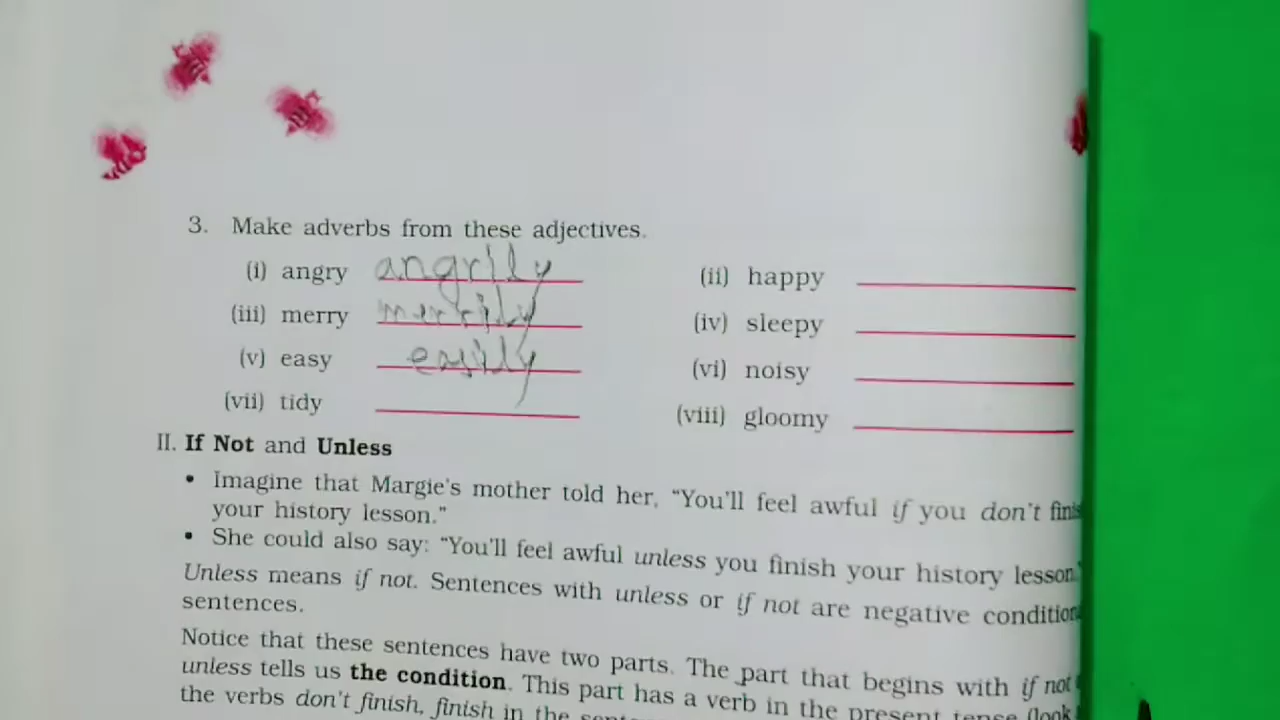 3. Make adverbs from these adjectives.
(i) angry angrily (ii) happy
(iii) merry merrily (iv) sleepy
(v) easy easily (vi) noisy
(vii) tidy (viii) gloomy
II. If Not and Unless
• Imagine that Margie's mother told her, “You'll feel awful if you don't finis
your history lesson.”
• She could also say: “You'll feel awful unless you finish your history lesson.”
Unless means if not. Sentences with unless or if not are negative condition
sentences.
Notice that these sentences have two parts. The part that begins with if not
unless tells us the condition. This part has a verb in the present tense (look
the verbs don't finish, finish in the